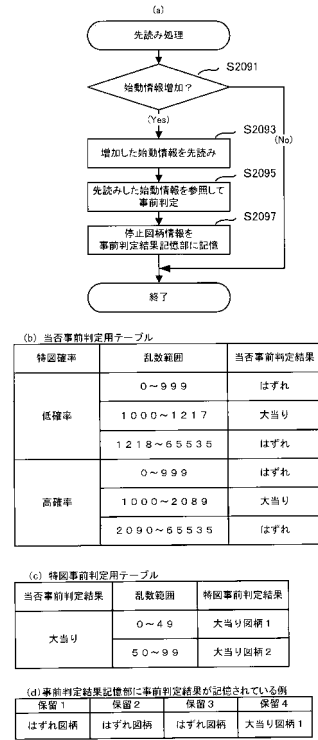 (a)
先読み処理
S2091
始動情報増加?
(Yes)
(No)
S2093
増加した始動情報を先読み
S2095
先読みした始動情報を参照して
事前判定
S2097
停止図柄情報を
事前判定結果記憶部に記憶
終了
(b) 当否事前判定用テーブル
特図確率 乱数範囲 当否事前判定結果
低確率
0~999 はずれ
1000~1217 大当り
1218~65535 はずれ
高確率
0~999 はずれ
1000~2089 大当り
2090~65535 はずれ
(c) 特図事前判定用テーブル
当否事前判定結果 乱数範囲 特図事前判定結果
大当り
0~49 大当り図柄1
50~99 大当り図柄2
(d)事前判定結果記憶部に事前判定結果が記憶されている例
保留1 保留2 保留3 保留4
はずれ図柄 はずれ図柄 はずれ図柄 大当り図柄1